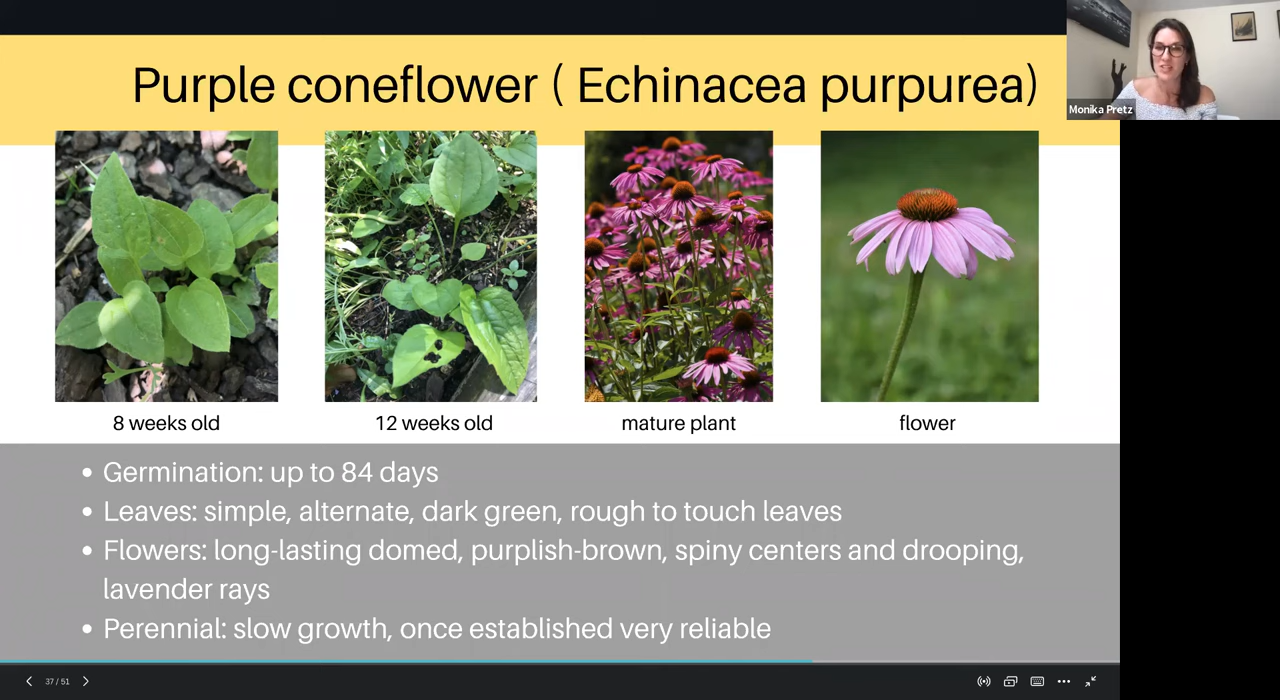 Purple coneflower ( Echinacea purpurea)
Monika Pretz
8 weeks old
12 weeks old
mature plant
flower
• Germination: up to 84 days
• Leaves: simple, alternate, dark green, rough to touch leaves
• Flowers: long-lasting domed, purplish-brown, spiny centers and drooping,
lavender rays
• Perennial: slow growth, once established very reliable
37 / 51